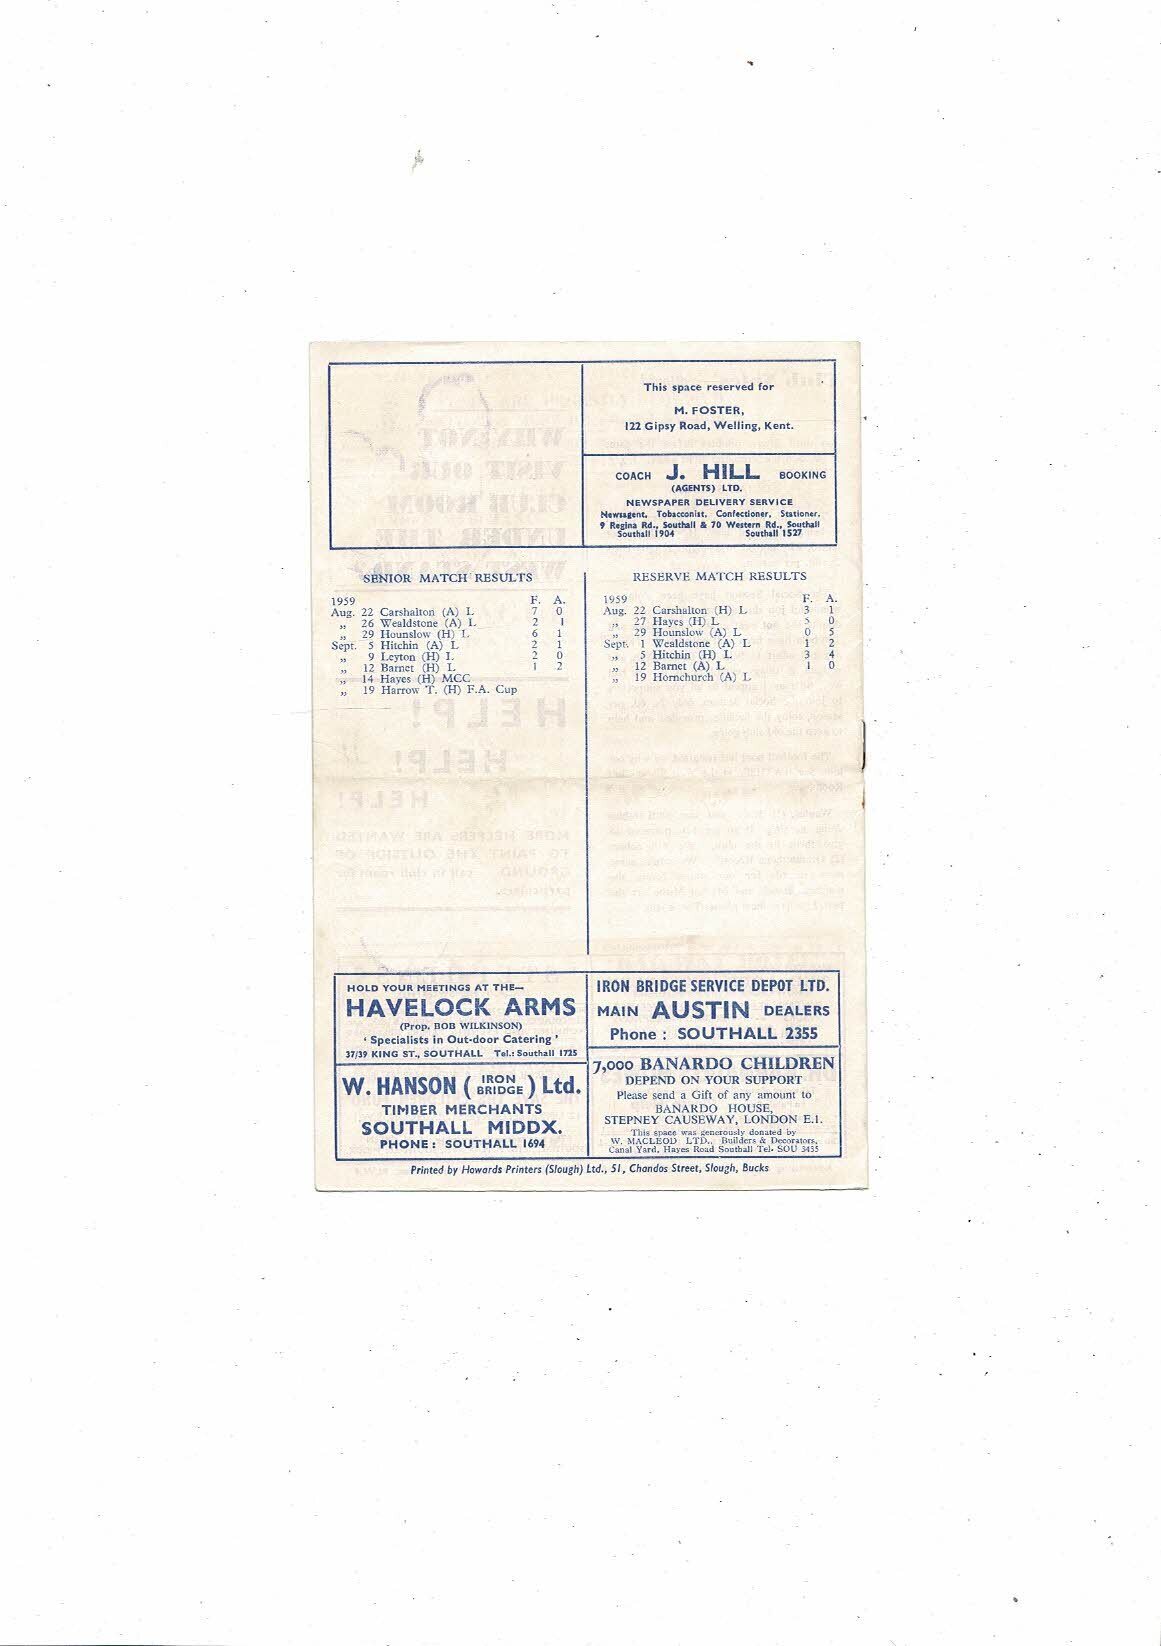 This space reserved for
M. FOSTER,
122 Gipsy Road, Welling, Kent.
COACH J. HILL BOOKING
(AGENTS) LTD.
NEWSPAPER DELIVERY SERVICE
Newsagent, Tobacconist, Confectioner, Stationer.
9 Regina Rd., Southall & 70 Western Rd., Southall
Southall 1904 Southall 1527
SENIOR MATCH RESULTS
1959 F. A.
Aug. 22 Carshalton (A) L 7 0
„ 26 Wealdstone (A) L 2 1
„ 29 Hounslow (H) L 6 1
Sept. 5 Hitchin (A) L 2 1
„ 9 Leyton (H) L 2 0
„ 12 Barnet (H) L 1 2
„ 14 Hayes (H) MCC
„ 19 Harrow T. (H) F.A. Cup
RESERVE MATCH RESULTS
1959 F. A.
Aug. 22 Carshalton (H) L 3 1
„ 27 Hayes (H) L 5 0
„ 29 Hounslow (A) L 0 5
Sept. 1 Wealdstone (A) L 1 2
„ 5 Hitchin (H) L 3 4
„ 12 Barnet (A) L 1 0
„ 19 Hornchurch (A) L
HOLD YOUR MEETINGS AT THE—
HAVELOCK ARMS
(Prop. BOB WILKINSON)
‘ Specialists in Out-door Catering ’
37/39 KING ST., SOUTHALL Tel.: Southall 1725
W. HANSON ( IRON BRIDGE ) Ltd.
TIMBER MERCHANTS
SOUTHALL MIDDX.
PHONE : SOUTHALL 1694
IRON BRIDGE SERVICE DEPOT LTD.
MAIN AUSTIN DEALERS
Phone : SOUTHALL 2355
7,000 BANARDO CHILDREN
DEPEND ON YOUR SUPPORT
Please send a Gift of any amount to
BANARDO HOUSE,
STEPNEY CAUSEWAY, LONDON E.1.
This space was generously donated by
W. MACLEOD LTD., Builders & Decorators,
Canal Yard, Hayes Road Southall Tel. SOU 3455
Printed by Howards Printers (Slough) Ltd., 51, Chandos Street, Slough, Bucks